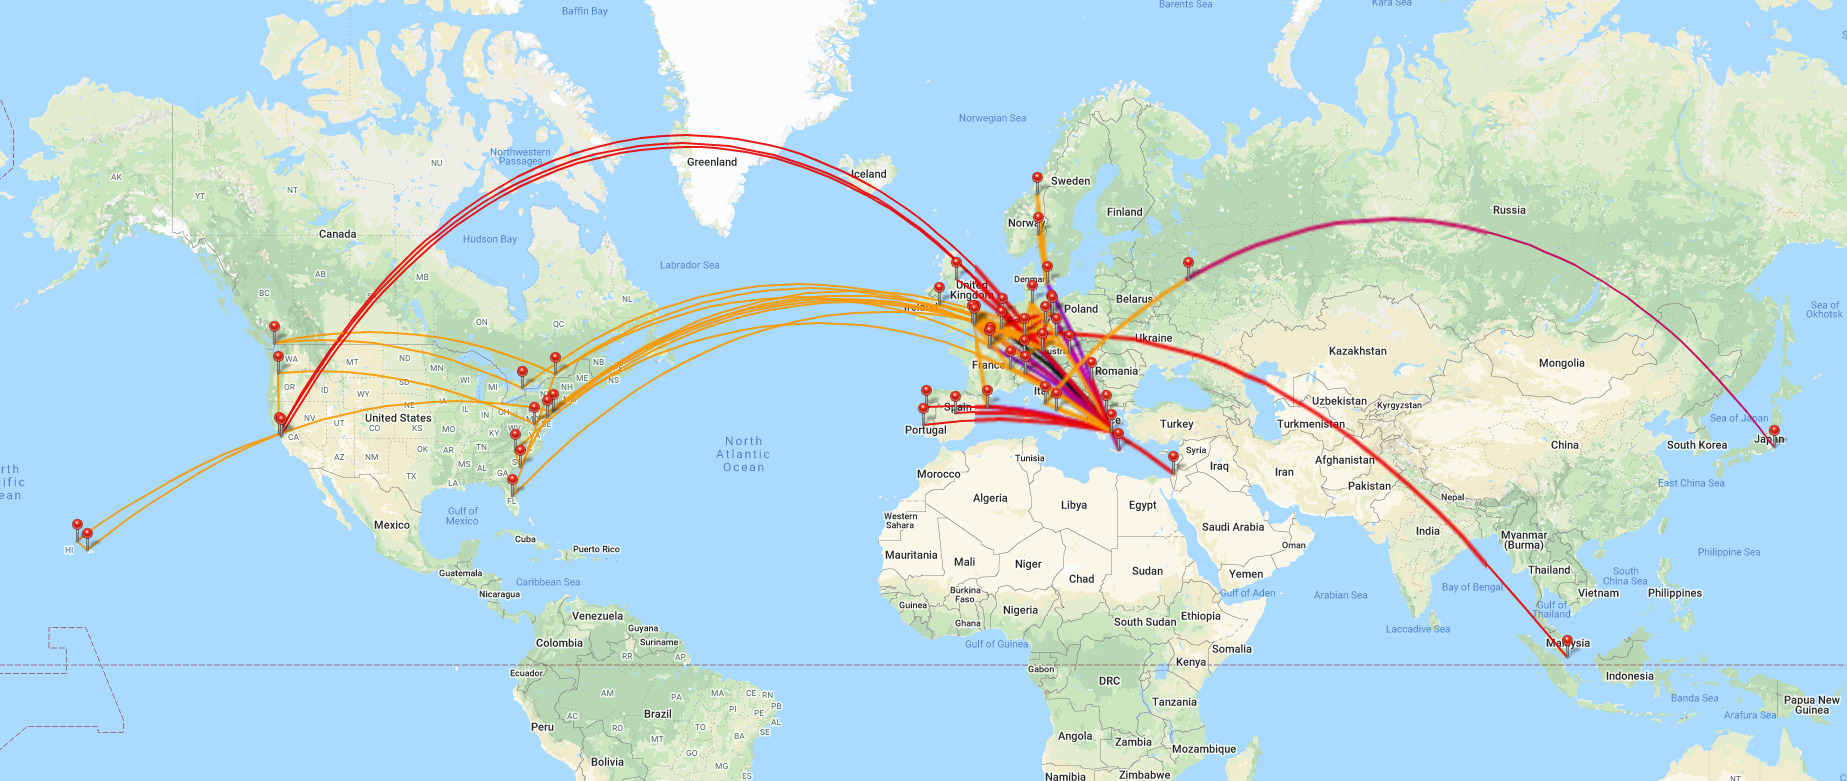 Baffin Bay
Barents Sea
Kara Sea
Norwegian Sea
Greenland
Northwestern
Passages
NU
AK
NT
YT
Iceland
Sweden
Finland
Russia
Norway
Canada
Hudson Bay
Labrador Sea
AB
MB
BC
NL
ON
QC
Denmark
United
Kingdom
Ireland
Poland
Belarus
Ukraine
Sea of
Okhotsk
Kazakhstan
Mongolia
WA
MT
ND
MN
OR
ID
SD
WI
MI
NB
PE
NS
NH
France
Austria
Romania
WY
NE
IA
NV
United States
CO
KS
MO
IL
IN
OH
KY
WV
VA
DE
CA
AZ
NM
OK
AR
TN
MS
AL
SC
GA
TX
LA
FL
Spain
Portugal
Turkey
Uzbekistan
Kyrgyzstan
Turkmenistan
China
Sea of Japan
Japan
South Korea
North
Atlantic
Ocean
Tunisia
Syria
Iraq
Iran
Afghanistan
Pakistan
Morocco
Algeria
Libya
Egypt
Nepal
East China Sea
Western
Sahara
Saudi Arabia
Oman
India
Myanmar
(Burma)
Gulf of
Mexico
Mexico
Cuba
Puerto Rico
HI
Mauritania
Mali
Niger
Chad
Sudan
Yemen
Gulf of Aden
Arabian Sea
Bay of Bengal
Thailand
Gulf of
Thailand
Vietnam
South
China Sea
Philippines
Philippine Sea
Guatemala
Nicaragua
Caribbean Sea
Burkina
Faso
Guinea
Ghana
Nigeria
South Sudan
Ethiopia
Laccadive Sea
Venezuela
Guyana
Suriname
Colombia
Gulf of Guinea
Somalia
Kenya
Malaysia
Ecuador
RR
AP
Gabon
DRC
Indonesia
AM
PA
MA
CE
RN
PB
PE
AL
SE
PI
AC
RO
TO
BA
MT
GO
MG
ES
Peru
Brazil
Bolivia
Tanzania
Angola
Zambia
Mozambique
Namibia
Zimbabwe
Banda Sea
Arafura Sea
Papua New
Guinea
NT